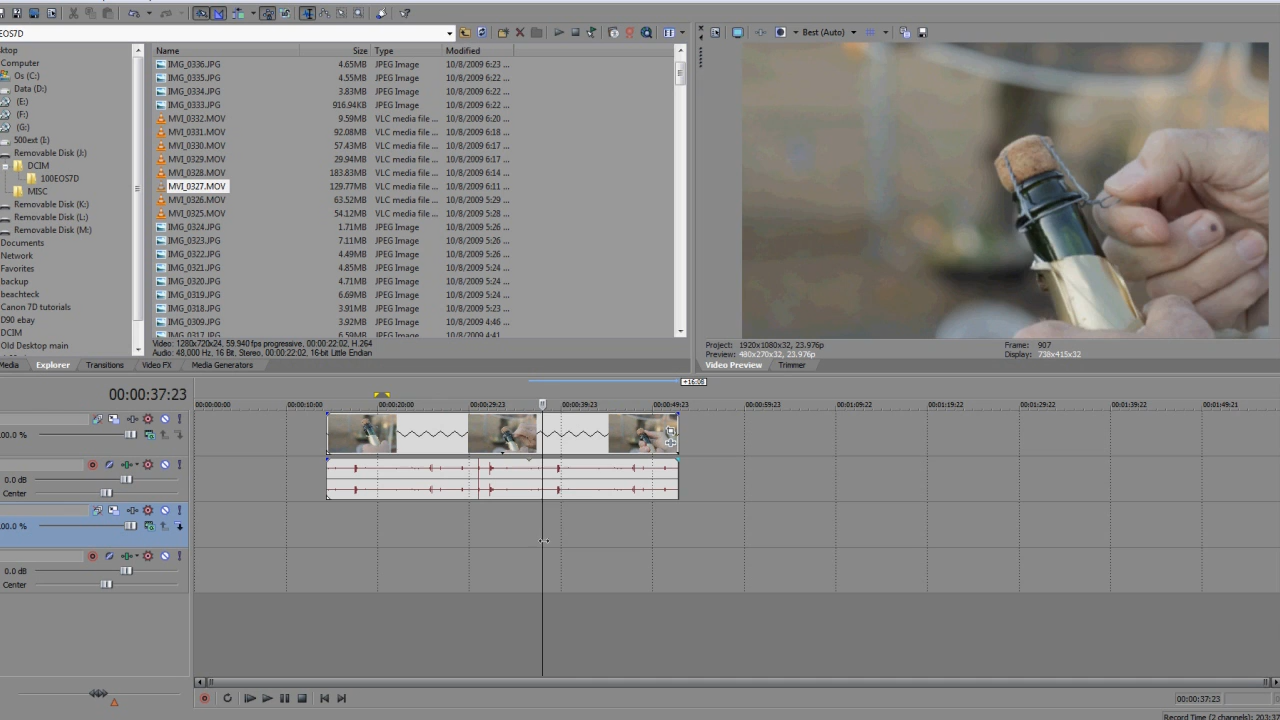 EOS7D
Best (Auto)
sktop
Computer
Os (C:)
Data (D:)
(E:)
(F:)
(G:)
500ext (I:)
Removable Disk (J:)
DCIM
100EOS7D
MISC
Removable Disk (K:)
Removable Disk (L:)
Removable Disk (M:)
Documents
Network
Favorites
backup
beachteck
Canon 7D tutorials
D90 ebay
DCIM
Old Desktop main
Name Size Type Modified
IMG_0336.JPG 4.65MB JPEG Image 10/8/2009 6:23 ...
IMG_0335.JPG 4.55MB JPEG Image 10/8/2009 6:22 ...
IMG_0334.JPG 3.83MB JPEG Image 10/8/2009 6:22 ...
IMG_0333.JPG 916.94KB JPEG Image 10/8/2009 6:22 ...
MVI_0332.MOV 9.59MB VLC media file ... 10/8/2009 6:20 ...
MVI_0331.MOV 92.08MB VLC media file ... 10/8/2009 6:18 ...
MVI_0330.MOV 57.43MB VLC media file ... 10/8/2009 6:17 ...
MVI_0329.MOV 29.94MB VLC media file ... 10/8/2009 6:17 ...
MVI_0328.MOV 183.83MB VLC media file ... 10/8/2009 6:14 ...
MVI_0327.MOV 129.77MB VLC media file ... 10/8/2009 6:11 ...
MVI_0326.MOV 63.52MB VLC media file ... 10/8/2009 5:29 ...
MVI_0325.MOV 54.12MB VLC media file ... 10/8/2009 5:28 ...
IMG_0324.JPG 1.71MB JPEG Image 10/8/2009 5:26 ...
IMG_0323.JPG 7.11MB JPEG Image 10/8/2009 5:26 ...
IMG_0322.JPG 4.49MB JPEG Image 10/8/2009 5:26 ...
IMG_0321.JPG 4.85MB JPEG Image 10/8/2009 5:24 ...
IMG_0320.JPG 4.71MB JPEG Image 10/8/2009 5:24 ...
IMG_0319.JPG 6.69MB JPEG Image 10/8/2009 5:24 ...
IMG_0318.JPG 3.91MB JPEG Image 10/8/2009 5:23 ...
IMG_0309.JPG 3.92MB JPEG Image 10/8/2009 4:46 ...
IMG_0317.JPG 6.59MB JPEG Image 10/8/2009 4:41
Video: 1280x720x24, 59.940 fps progressive, 00:00:22:02, H.264
Audio: 48,000 Hz, 16 Bit, Stereo, 00:00:22:02, 16-bit Little Endian
Media Explorer Transitions Video FX Media Generators
Project: 1920x1080x32, 23.976p Frame: 907
Preview: 480x270x32, 23.976p Display: 738x415x32
Video Preview Trimmer
+16:08
00:00:37:23
00:00:00:00 00:00:10:00 00:00:20:00 00:00:29:23 00:00:39:23 00:00:49:23 00:00:59:23 00:01:09:22 00:01:19:22 00:01:29:22 00:01:39:22 00:01:49:21
00.0 %
0.0 dB
Center
00.0 %
0.0 dB
Center
00:00:37:23
Record Time (2 channels): 203:37